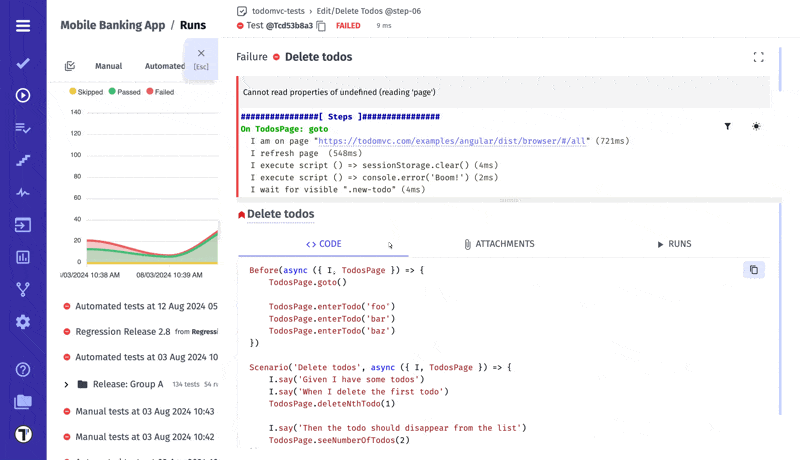 Mobile Banking App / Runs
Manual
Automated
[Esc]
Skipped
Passed
Failed
140
120
100
80
60
40
20
0
/03/2024 10:38 AM
08/03/2024 10:39 AM
Automated tests at 12 Aug 2024 05
Regression Release 2.8 from Regressi
Automated tests at 03 Aug 2024 10
Release: Group A 134 tests 54 r
Manual tests at 03 Aug 2024 10:43
Manual tests at 03 Aug 2024 10:42
todomvc-tests > Edit/Delete Todos @step-06
Test @Tcd53b8a3 FAILED 9 ms
Failure Delete todos
Cannot read properties of undefined (reading 'page')
################[ Steps ]################
On TodosPage: goto
I am on page "https://todomvc.com/examples/angular/dist/browser/#/all" (721ms)
I refresh page (548ms)
I execute script () => sessionStorage.clear() (4ms)
I execute script () => console.error('Boom!') (2ms)
I wait for visible ".new-todo" (4ms)
Delete todos
<> CODE
ATTACHMENTS
RUNS
Before(async ({ I, TodosPage }) => {
TodosPage.goto()
TodosPage.enterTodo('foo')
TodosPage.enterTodo('bar')
TodosPage.enterTodo('baz')
})
Scenario('Delete todos', async ({ I, TodosPage }) => {
I.say('Given I have some todos')
I.say('When I delete the first todo')
TodosPage.deleteNthTodo(1)
I.say('Then the todo should disappear from the list')
TodosPage.seeNumberOfTodos(2)